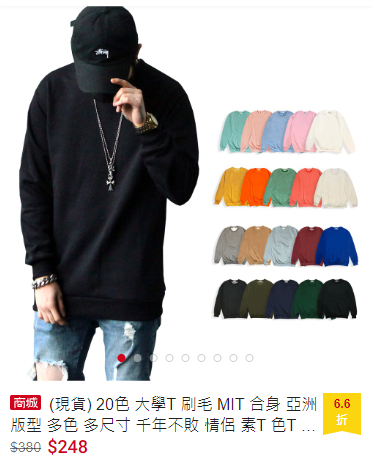 Stüssy
商城 (現貨) 20色 大學T 刷毛 MIT 合身 亞洲
版型 多色 多尺寸 千年不敗 情侶 素T 色T ...
6.6
折
$380 $248